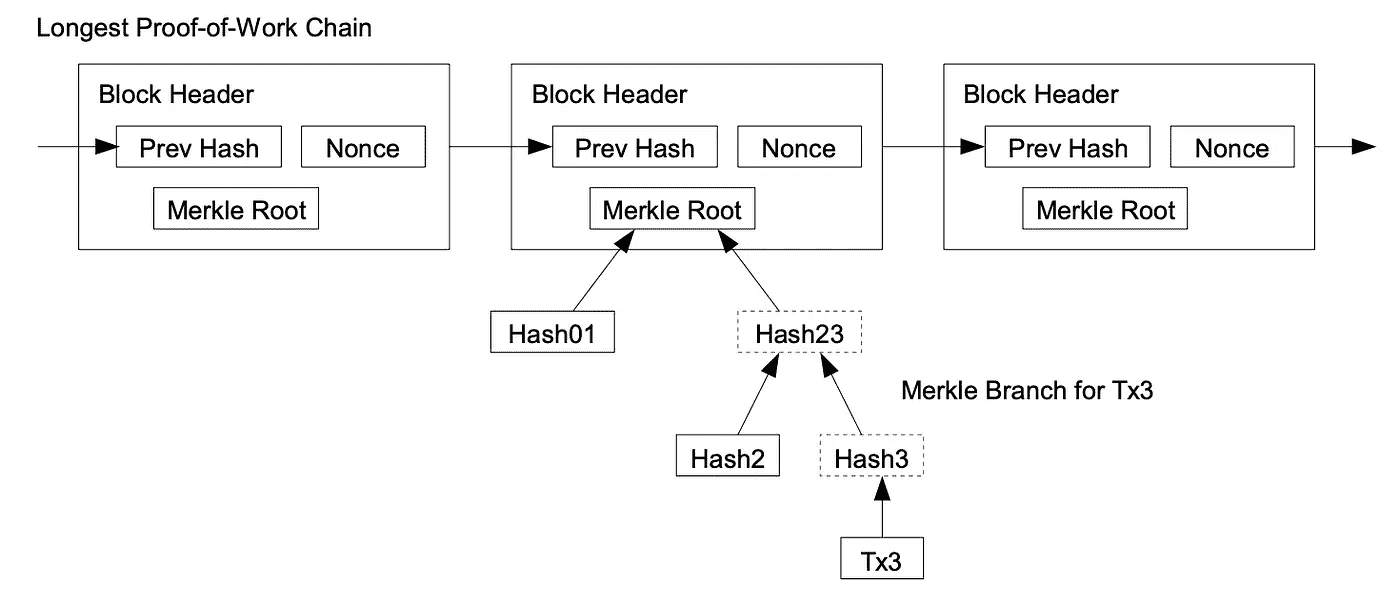 Longest Proof-of-Work Chain
Block Header
Block Header
Block Header
Prev Hash
Nonce
Prev Hash
Nonce
Prev Hash
Nonce
Merkle Root
Merkle Root
Merkle Root
Hash01
Hash23
Merkle Branch for Tx3
Hash2
Hash3
Tx3